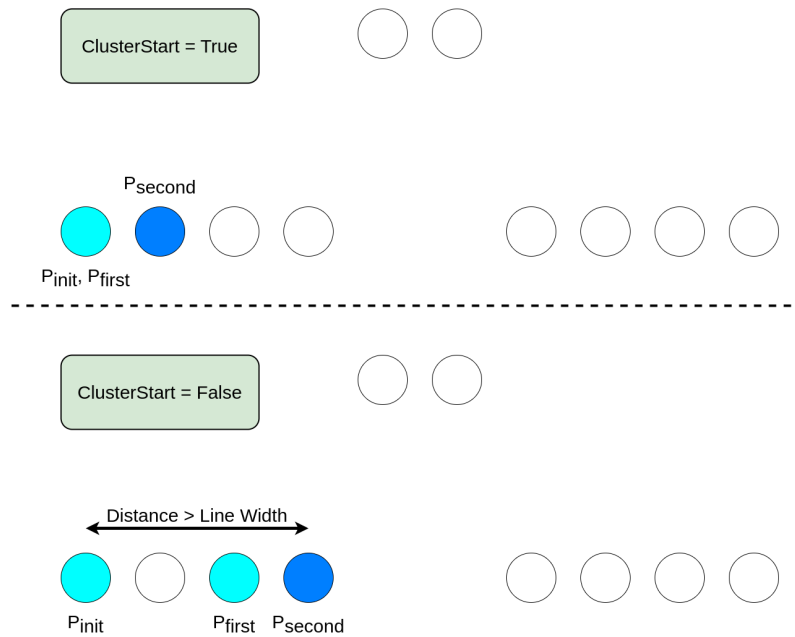 ClusterStart = True
Psecond
Pinit, Pfirst
ClusterStart = False
Distance > Line Width
Pinit Pfirst Psecond